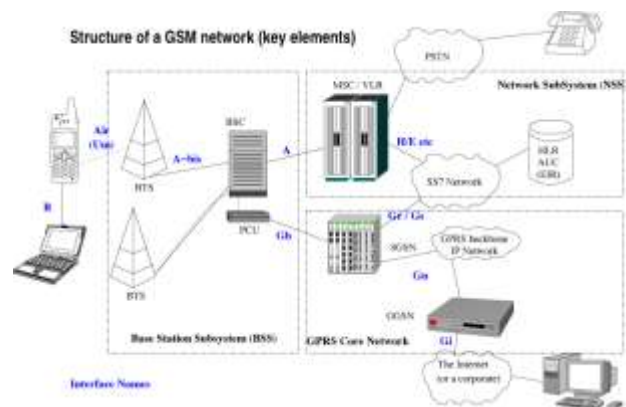 Structure of a GSM network (key elements)
PSTN
MSC / VLR
Network SubSystem (NSS
BSC
Air
(Um)
A
H/E etc
HLR
AUC
(EIR)
A-bis
BTS
SS7 Network
R
Gr / Gs
PCU
Gb
SGSN
GPRS backbone
IP Network
Gn
BTS
GGSN
Base Station Subsystem (BSS)
GPRS Core Network
Gi
The Internet
(or a corporate)
Interface Names